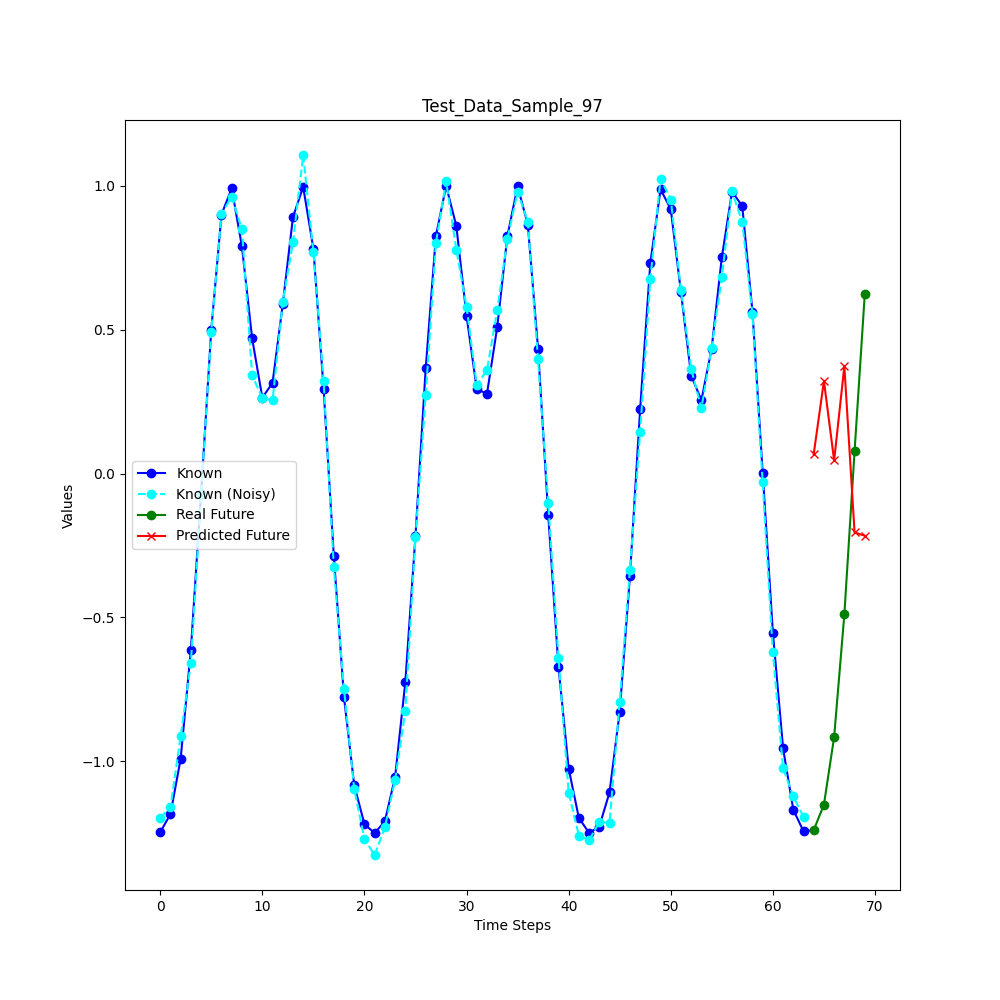 Test_Data_Sample_97
1.0
0.5
0.0
−0.5
−1.0
Values
Known
Known (Noisy)
Real Future
Predicted Future
0 10 20 30 40 50 60 70
Time Steps